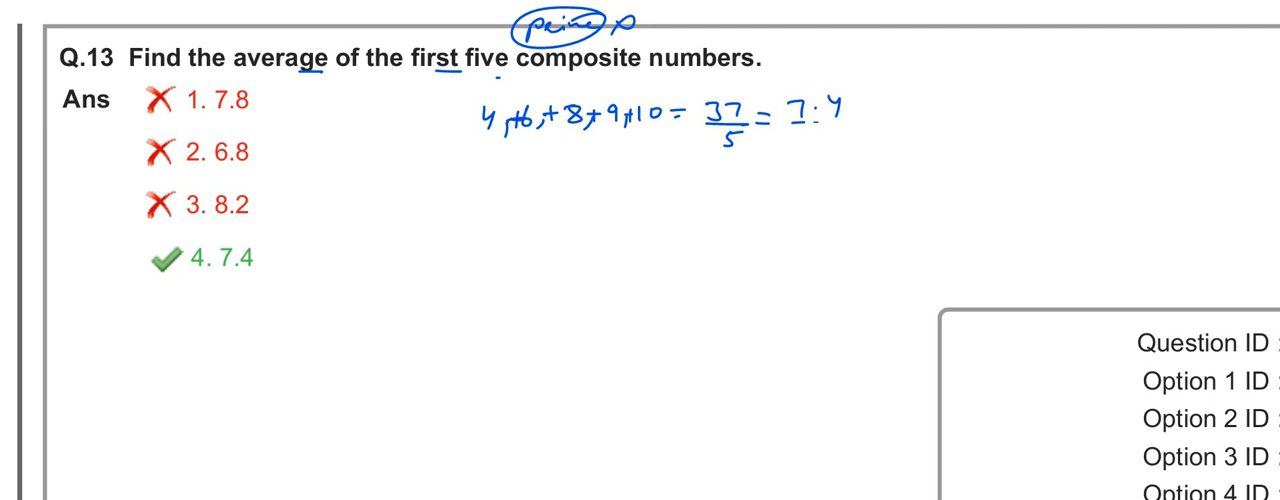 prime x
Q.13 Find the average of the first five composite numbers.
Ans 1. 7.8
4,+6,+8,+9,+10 = 37/5 = 7.4
2. 6.8
3. 8.2
4. 7.4
Question ID :
Option 1 ID :
Option 2 ID :
Option 3 ID :
Option 4 ID :